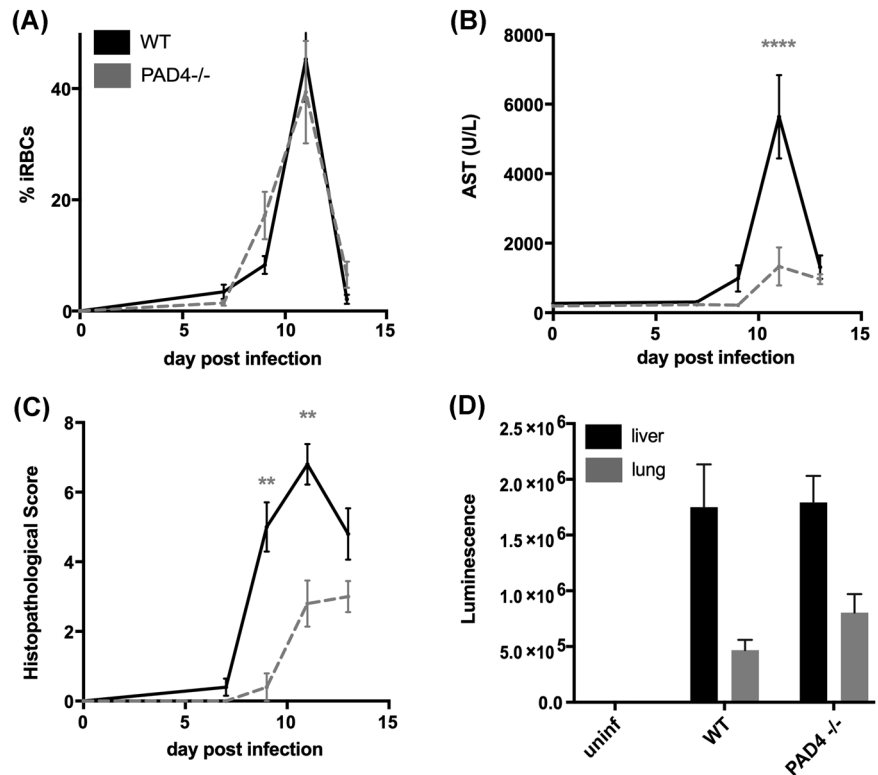 (A)
WT
PAD4-/-
% iRBCs
40
20
0
0 5 10 15
day post infection
(B)
****
AST (U/L)
8000
6000
4000
2000
0
0 5 10 15
day post infection
(C)
** **
Histopathological Score
8
6
4
2
0
0 5 10 15
day post infection
(D)
liver
lung
Luminescence
2.5 ×10 6
2.0 ×10 6
1.5 ×10 6
1.0 ×10 6
5.0 ×10 5
0.0
uninf
WT
PAD4 -/-